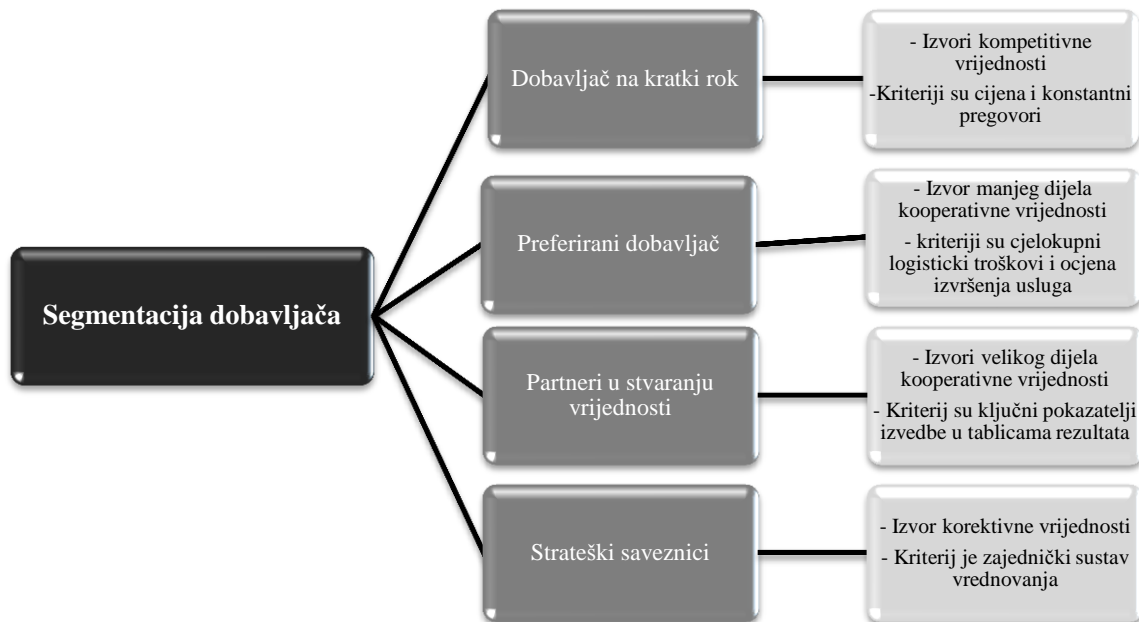 Segmentacija dobavljača
Dobavljač na kratki rok
- Izvori kompetitivne
vrijednosti
-Kriteriji su cijena i konstantni
pregovori
Preferirani dobavljač
- Izvor manjeg dijela
kooperativne vrijednosti
- kriteriji su cjelokupni
logisticki troškovi i ocjena
izvršenja usluga
Partneri u stvaranju
vrijednosti
- Izvori velikog dijela
kooperativne vrijednosti
- Kriterij su ključni pokazatelji
izvedbe u tablicama rezultata
Strateški saveznici
- Izvor korektivne vrijednosti
- Kriterij je zajednički sustav
vrednovanja